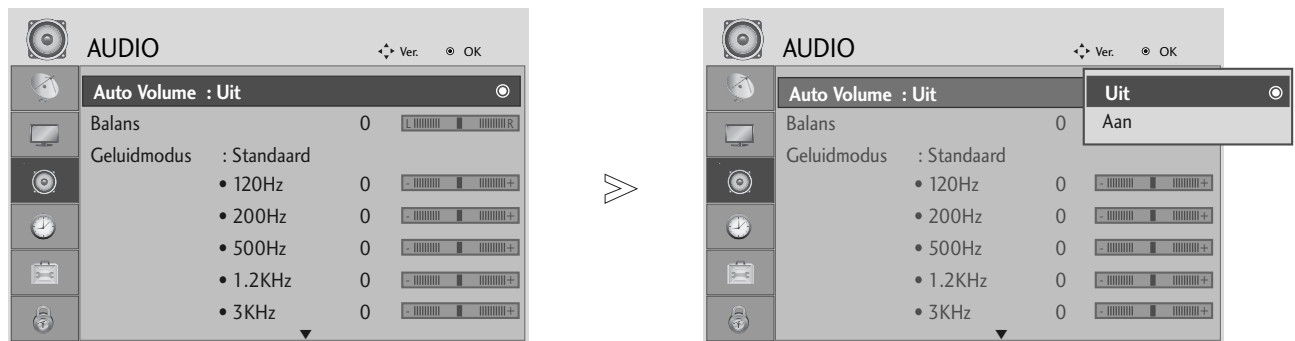 AUDIO Ver. OK
Auto Volume : Uit
Balans 0 L R
Geluidmodus : Standaard
• 120Hz 0 - +
• 200Hz 0 - +
• 500Hz 0 - +
• 1.2KHz 0 - +
• 3KHz 0 - +
AUDIO Ver. OK
Auto Volume : Uit
Uit
Aan
Balans 0
Geluidmodus : Standaard
• 120Hz 0 - +
• 200Hz 0 - +
• 500Hz 0 - +
• 1.2KHz 0 - +
• 3KHz 0 - +